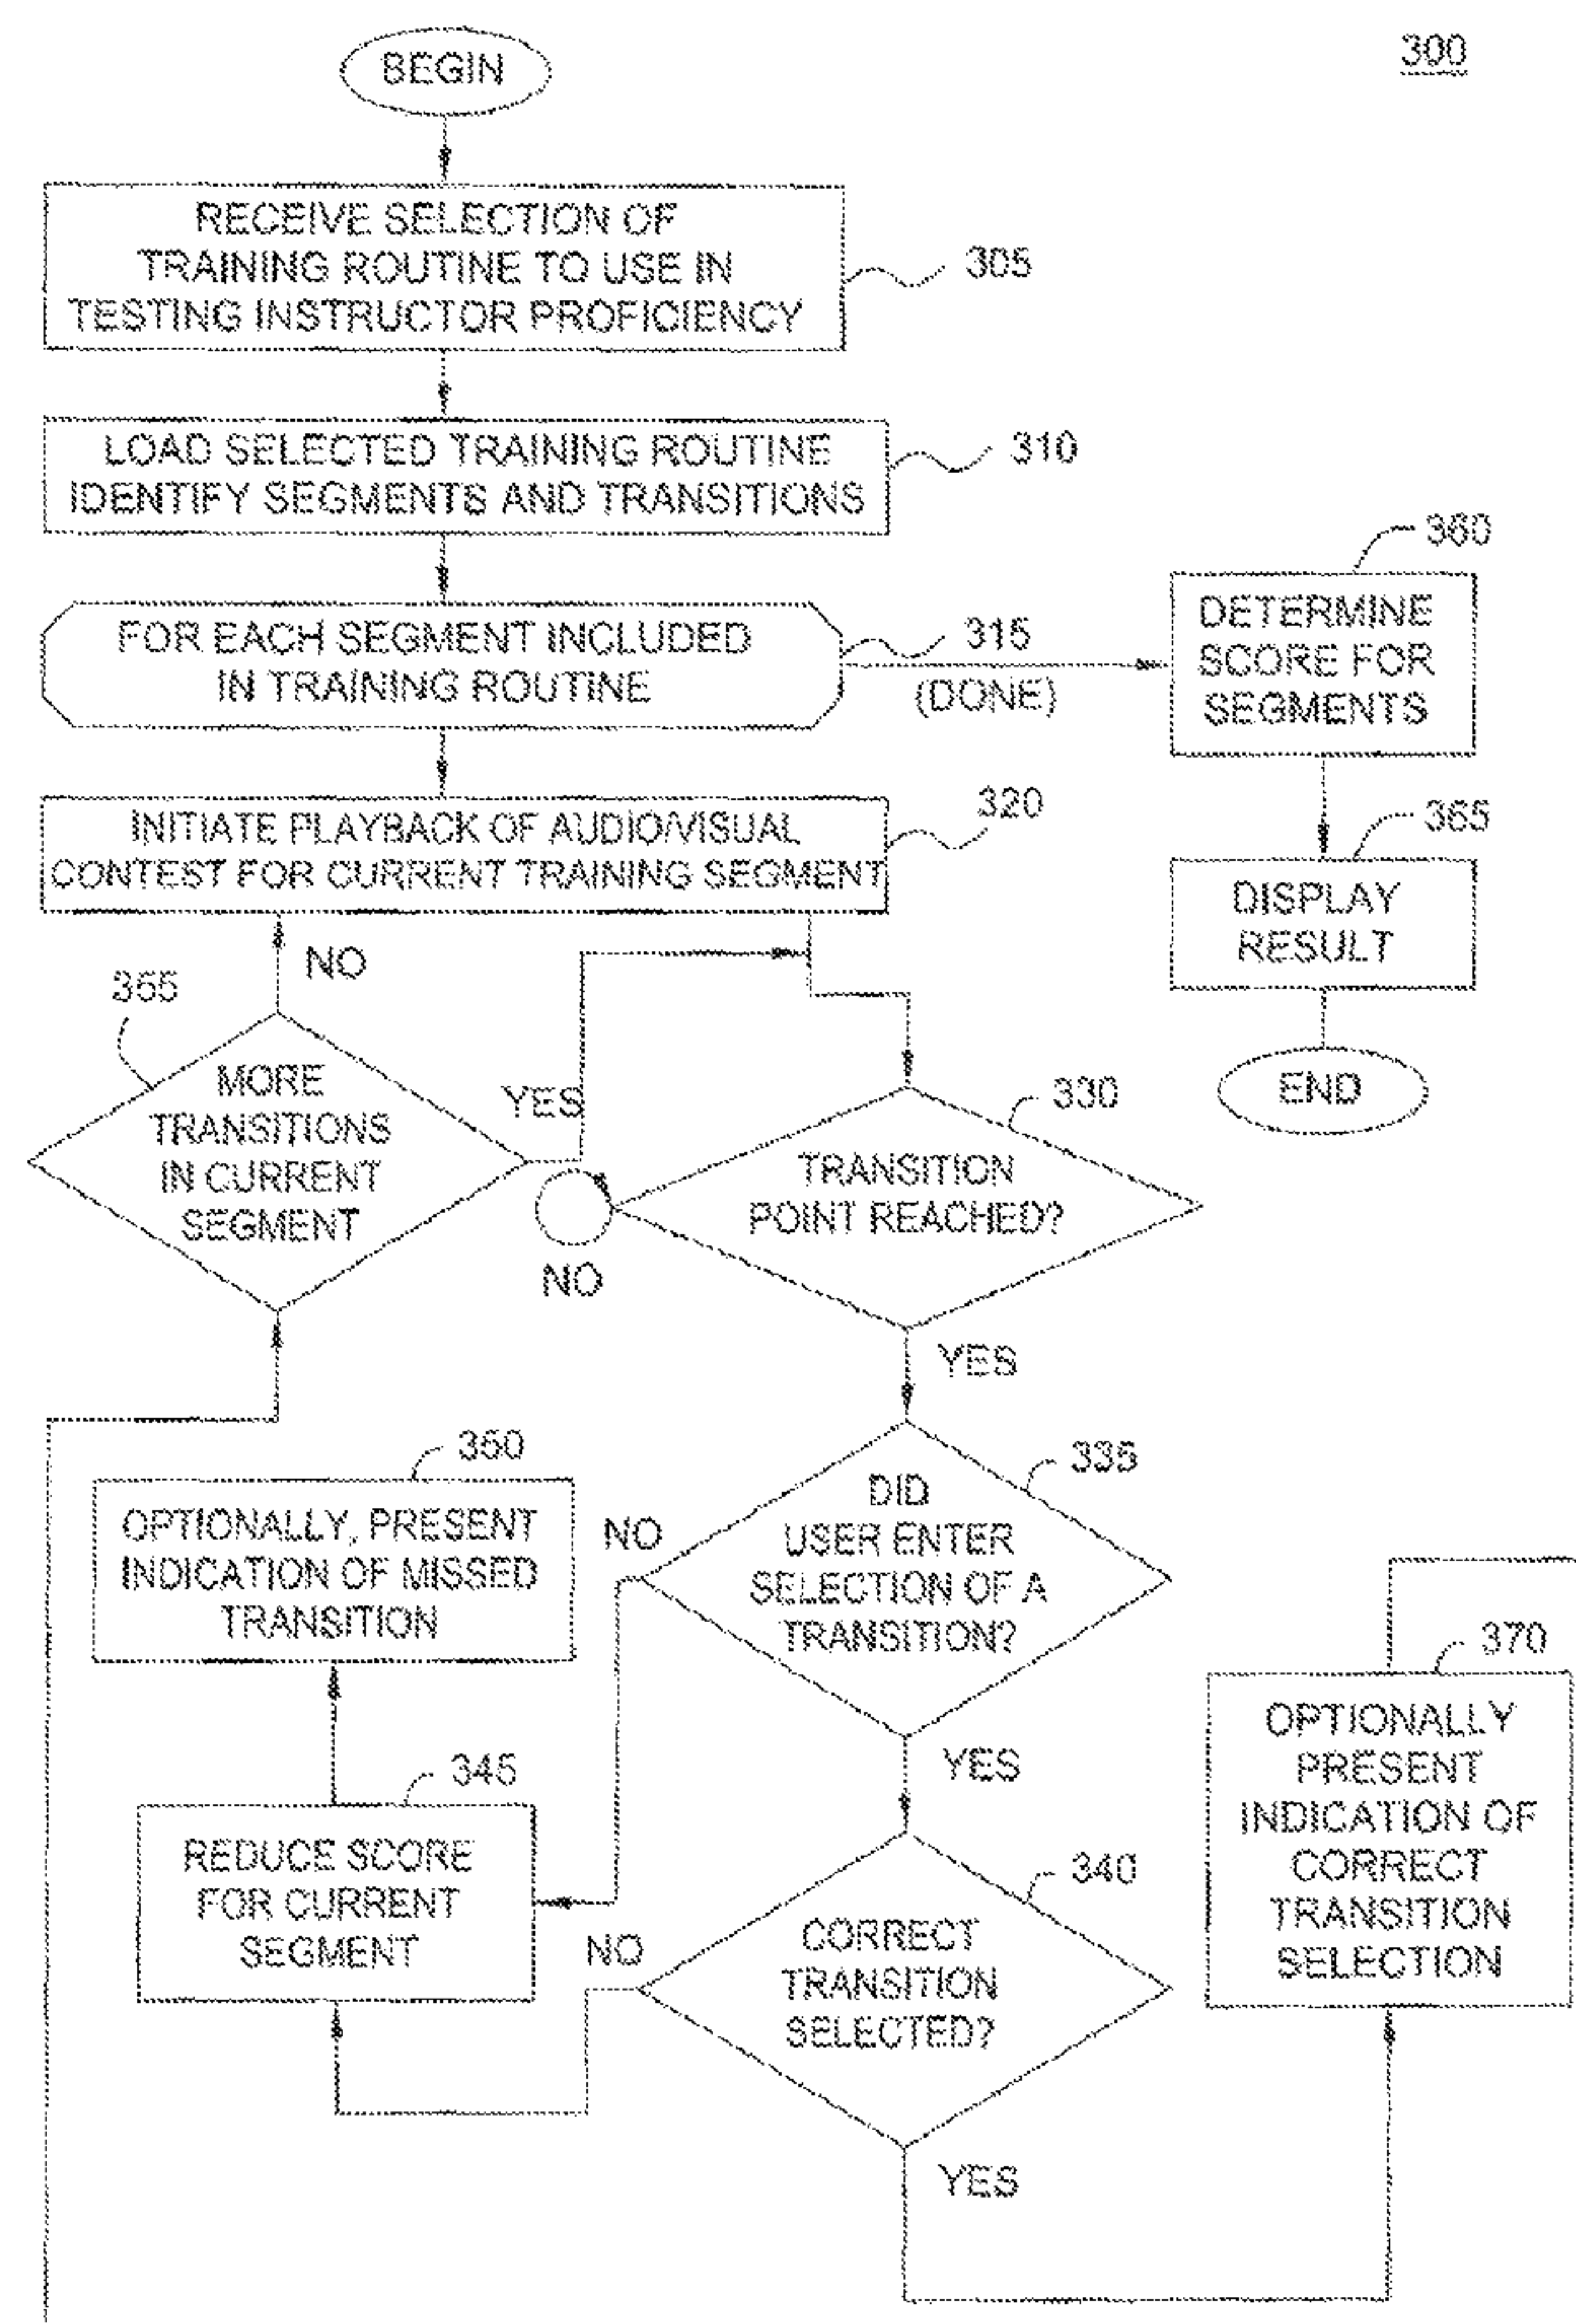 300
BEGIN
RECEIVE SELECTION OF
TRAINING ROUTINE TO USE IN
TESTING INSTRUCTOR PROFICIENCY
305
LOAD SELECTED TRAINING ROUTINE
IDENTIFY SEGMENTS AND TRANSITIONS
310
FOR EACH SEGMENT INCLUDED
IN TRAINING ROUTINE
315
(DONE)
360
DETERMINE
SCORE FOR
SEGMENTS
INITIATE PLAYBACK OF AUDIO/VISUAL
CONTEST FOR CURRENT TRAINING SEGMENT
320
365
DISPLAY
RESULT
END
NO
355
MORE
TRANSITIONS
IN CURRENT
SEGMENT
YES
330
TRANSITION
POINT REACHED?
NO
YES
335
DID
USER ENTER
SELECTION OF A
TRANSITION?
NO
350
OPTIONALLY, PRESENT
INDICATION OF MISSED
TRANSITION
YES
345
REDUCE SCORE
FOR CURRENT
SEGMENT
340
CORRECT
TRANSITION
SELECTED?
NO
YES
370
OPTIONALLY
PRESENT
INDICATION OF
CORRECT
TRANSITION
SELECTION